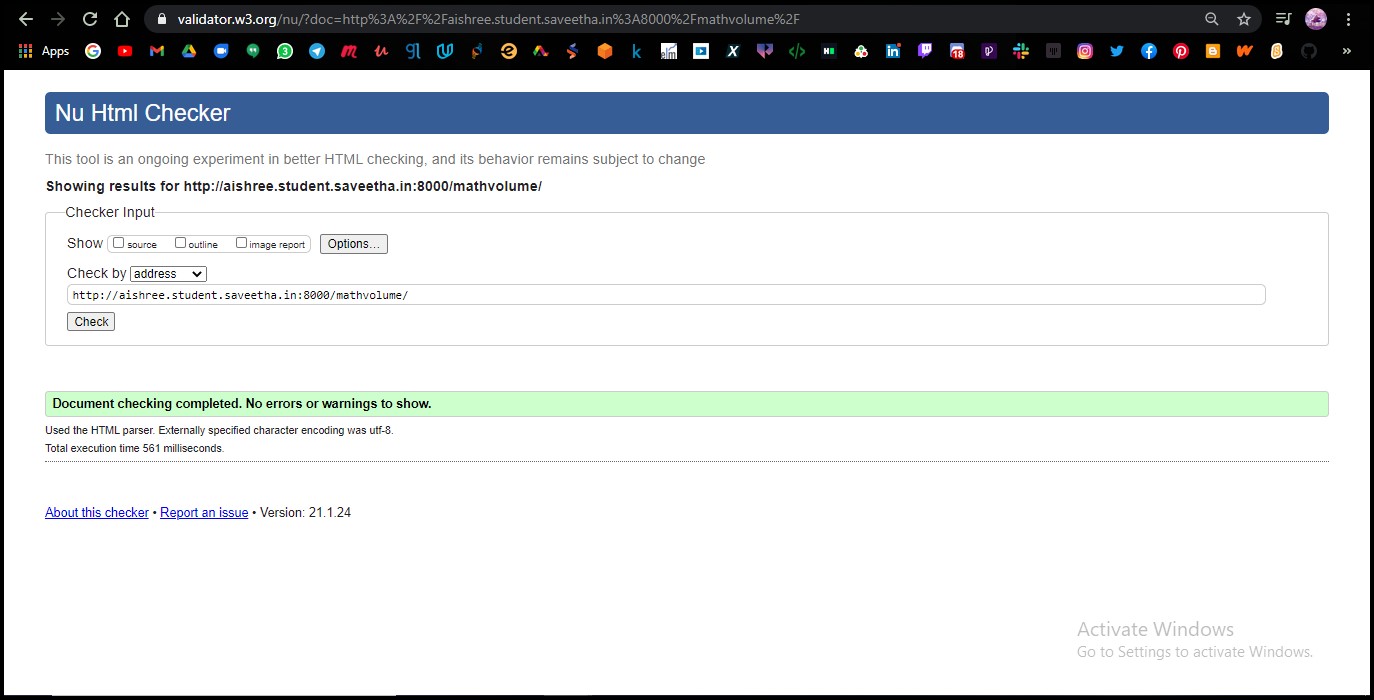 validator.w3.org/nu/?doc=http%3A%2F%2Faishree.student.saveetha.in%3A8000%2Fmathvolume%2F
Apps
Nu Html Checker
This tool is an ongoing experiment in better HTML checking, and its behavior remains subject to change
Showing results for http://aishree.student.saveetha.in:8000/mathvolume/
Checker Input
Show source outline image report Options...
Check by address
http://aishree.student.saveetha.in:8000/mathvolume/
Check
Document checking completed. No errors or warnings to show.
Used the HTML parser. Externally specified character encoding was utf-8.
Total execution time 561 milliseconds.
About this checker • Report an issue • Version: 21.1.24
Activate Windows
Go to Settings to activate Windows.